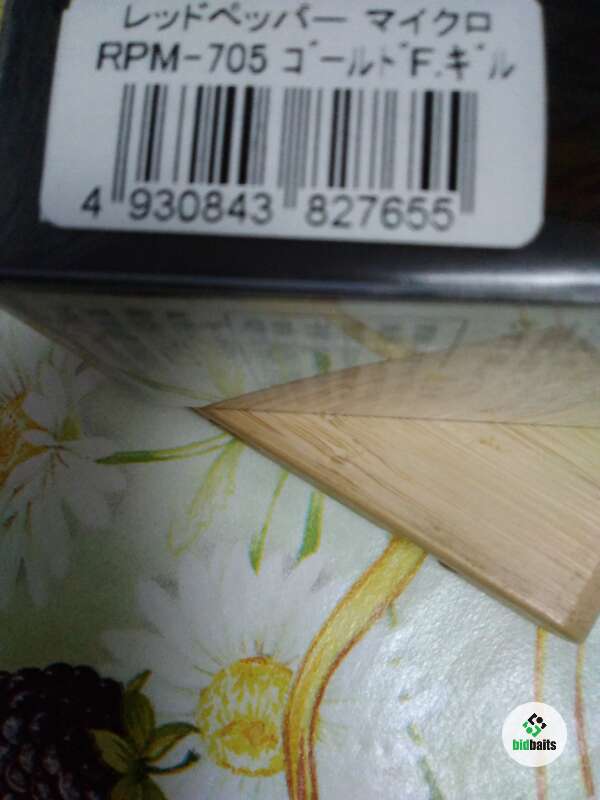 レッドペッパー マイクロ
RPM-705 ゴールドF.ギル
4 930843 827655
bidbaits